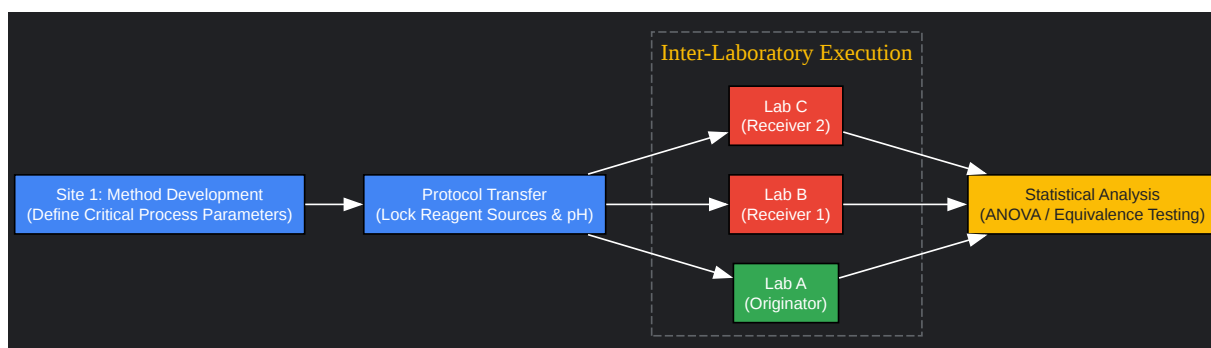 Site 1: Method Development
(Define Critical Process Parameters)
Protocol Transfer
(Lock Reagent Sources & pH)
Inter-Laboratory Execution
Lab C
(Receiver 2)
Lab B
(Receiver 1)
Lab A
(Originator)
Statistical Analysis
(ANOVA / Equivalence Testing)